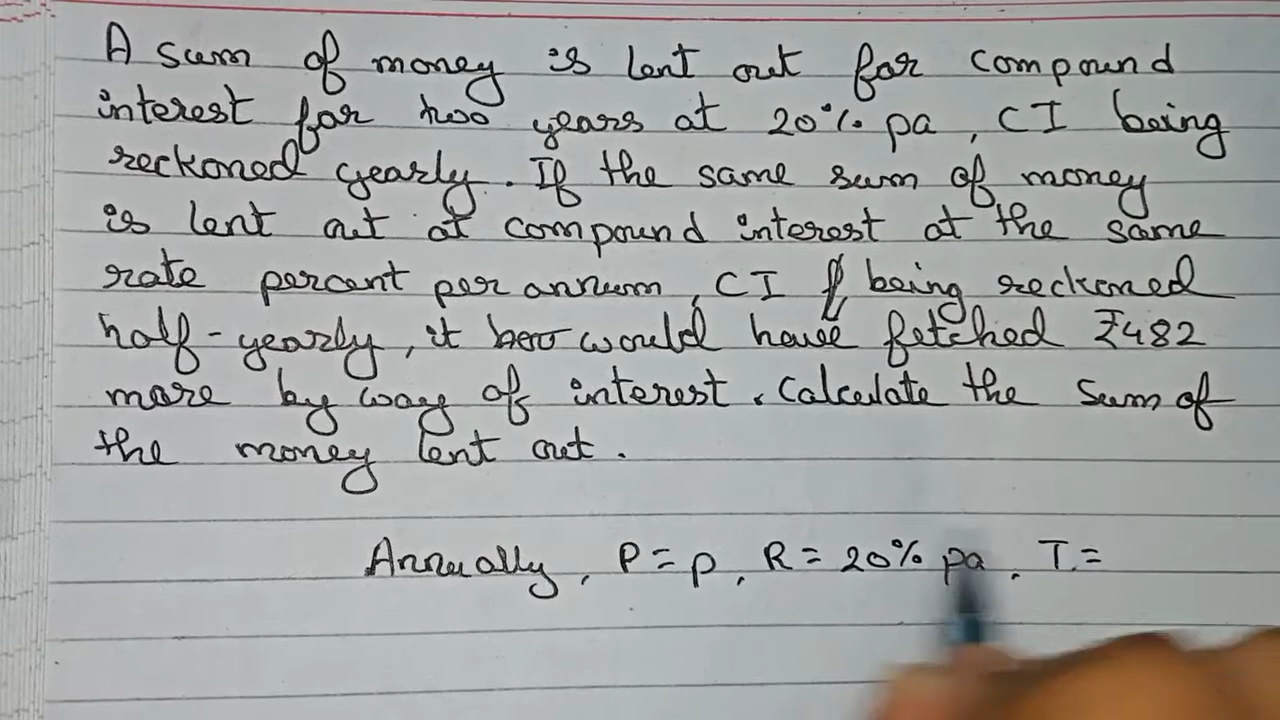 A sum of money is lent out for compound
interest for two years at 20% pa, CI being
reckoned yearly. If the same sum of money
is lent out at compound interest at the same
rate percent per annum, CI being reckoned
half-yearly, it would have fetched ₹482
more by way of interest. Calculate the sum of
the money lent out.
Annually, P = p, R = 20% pa, T =